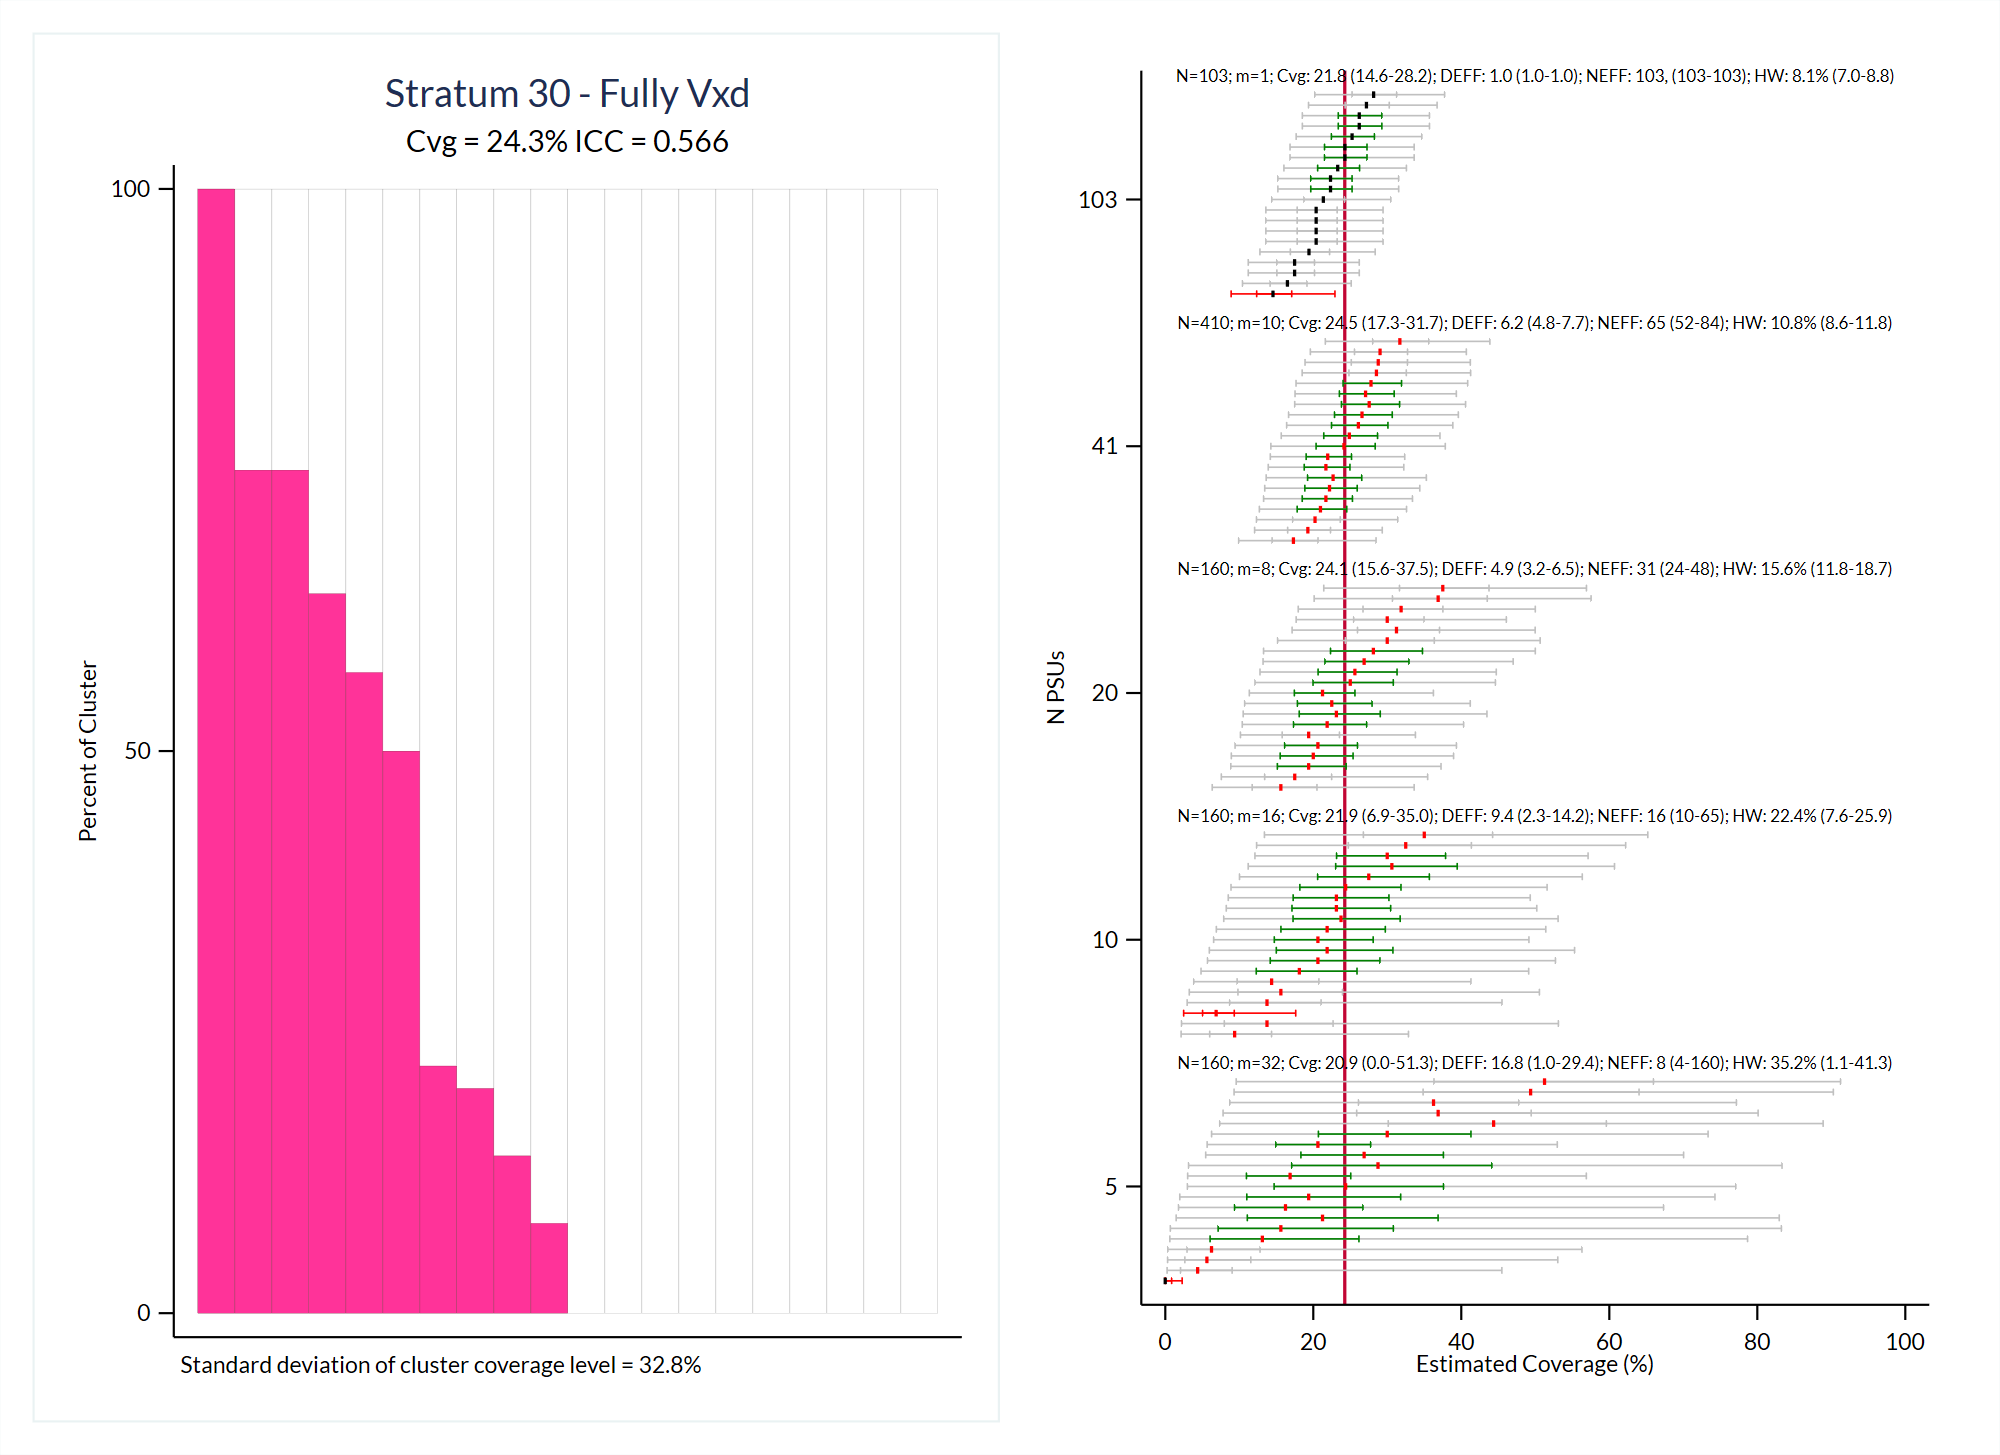 Stratum 30 - Fully Vxd
Cvg = 24.3% ICC = 0.566
100
50
0
Percent of Cluster
Standard deviation of cluster coverage level = 32.8%
N=103; m=1; Cvg: 21.8 (14.6-28.2); DEFF: 1.0 (1.0-1.0); NEFF: 103, (103-103); HW: 8.1% (7.0-8.8)
103
N=410; m=10; Cvg: 24.5 (17.3-31.7); DEFF: 6.2 (4.8-7.7); NEFF: 65 (52-84); HW: 10.8% (8.6-11.8)
41
N=160; m=8; Cvg: 24.1 (15.6-37.5); DEFF: 4.9 (3.2-6.5); NEFF: 31 (24-48); HW: 15.6% (11.8-18.7)
20
N PSUs
N=160; m=16; Cvg: 21.9 (6.9-35.0); DEFF: 9.4 (2.3-14.2); NEFF: 16 (10-65); HW: 22.4% (7.6-25.9)
10
N=160; m=32; Cvg: 20.9 (0.0-51.3); DEFF: 16.8 (1.0-29.4); NEFF: 8 (4-160); HW: 35.2% (1.1-41.3)
5
0 20 40 60 80 100
Estimated Coverage (%)